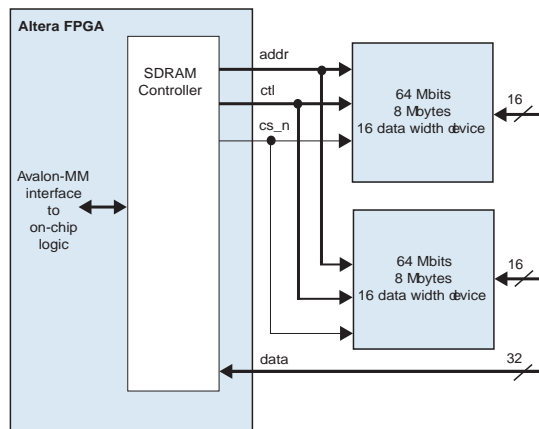 Altera FPGA
SDRAM
Controller
addr
ctl
cs_n
64 Mbits
8 Mbytes
16 data width device
16
Avalon-MM
interface
to
on-chip
logic
64 Mbits
8 Mbytes
16 data width device
16
data
32